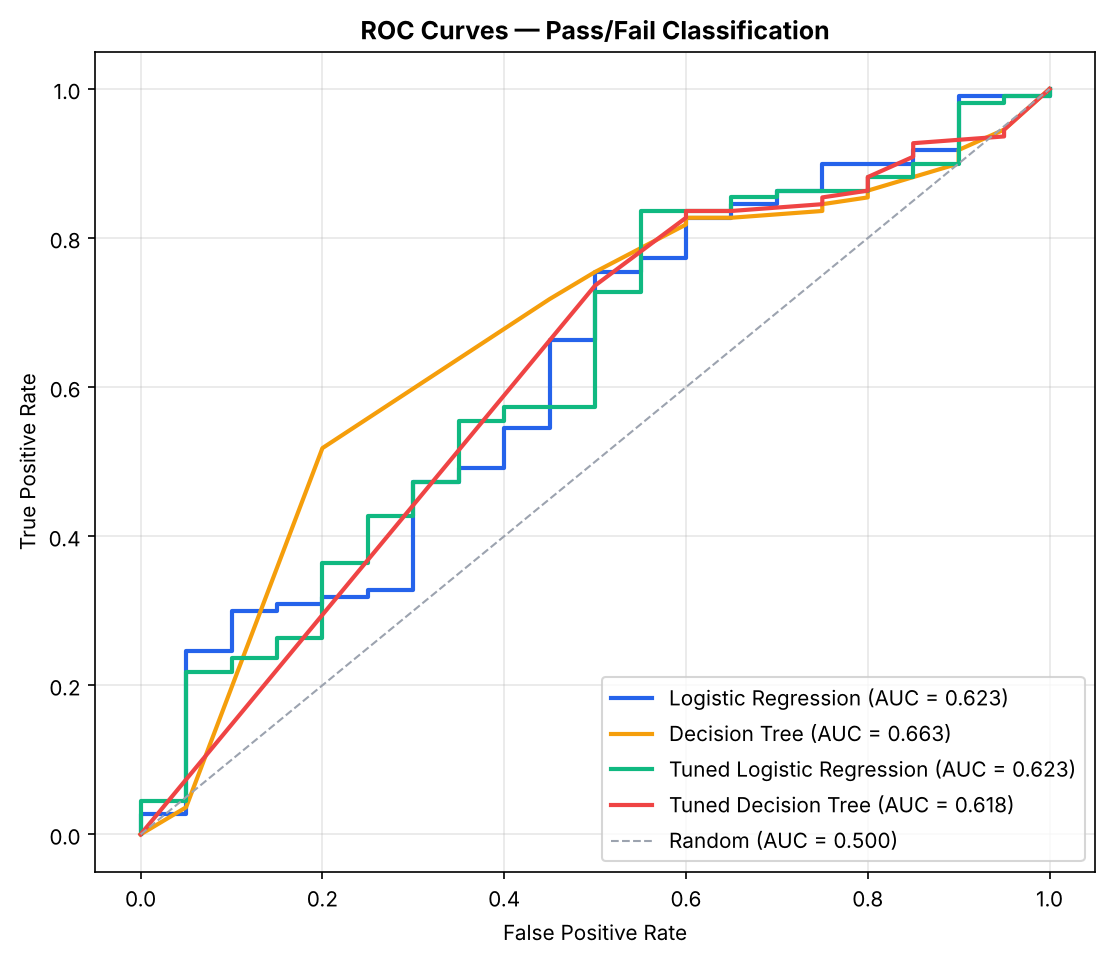 ROC Curves — Pass/Fail Classification
True Positive Rate
1.0
0.8
0.6
0.4
0.2
0.0
Logistic Regression (AUC = 0.623)
Decision Tree (AUC = 0.663)
Tuned Logistic Regression (AUC = 0.623)
Tuned Decision Tree (AUC = 0.618)
Random (AUC = 0.500)
0.0 0.2 0.4 0.6 0.8 1.0
False Positive Rate